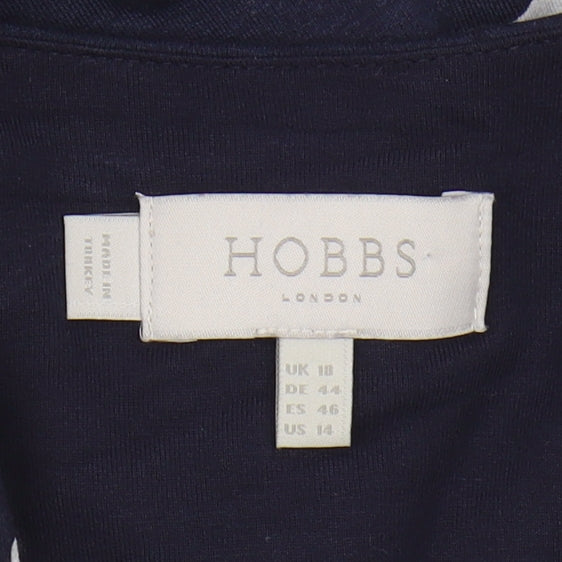 MADE IN
TURKEY
HOBBS
LONDON
UK 18
DE 44
ES 46
US 14